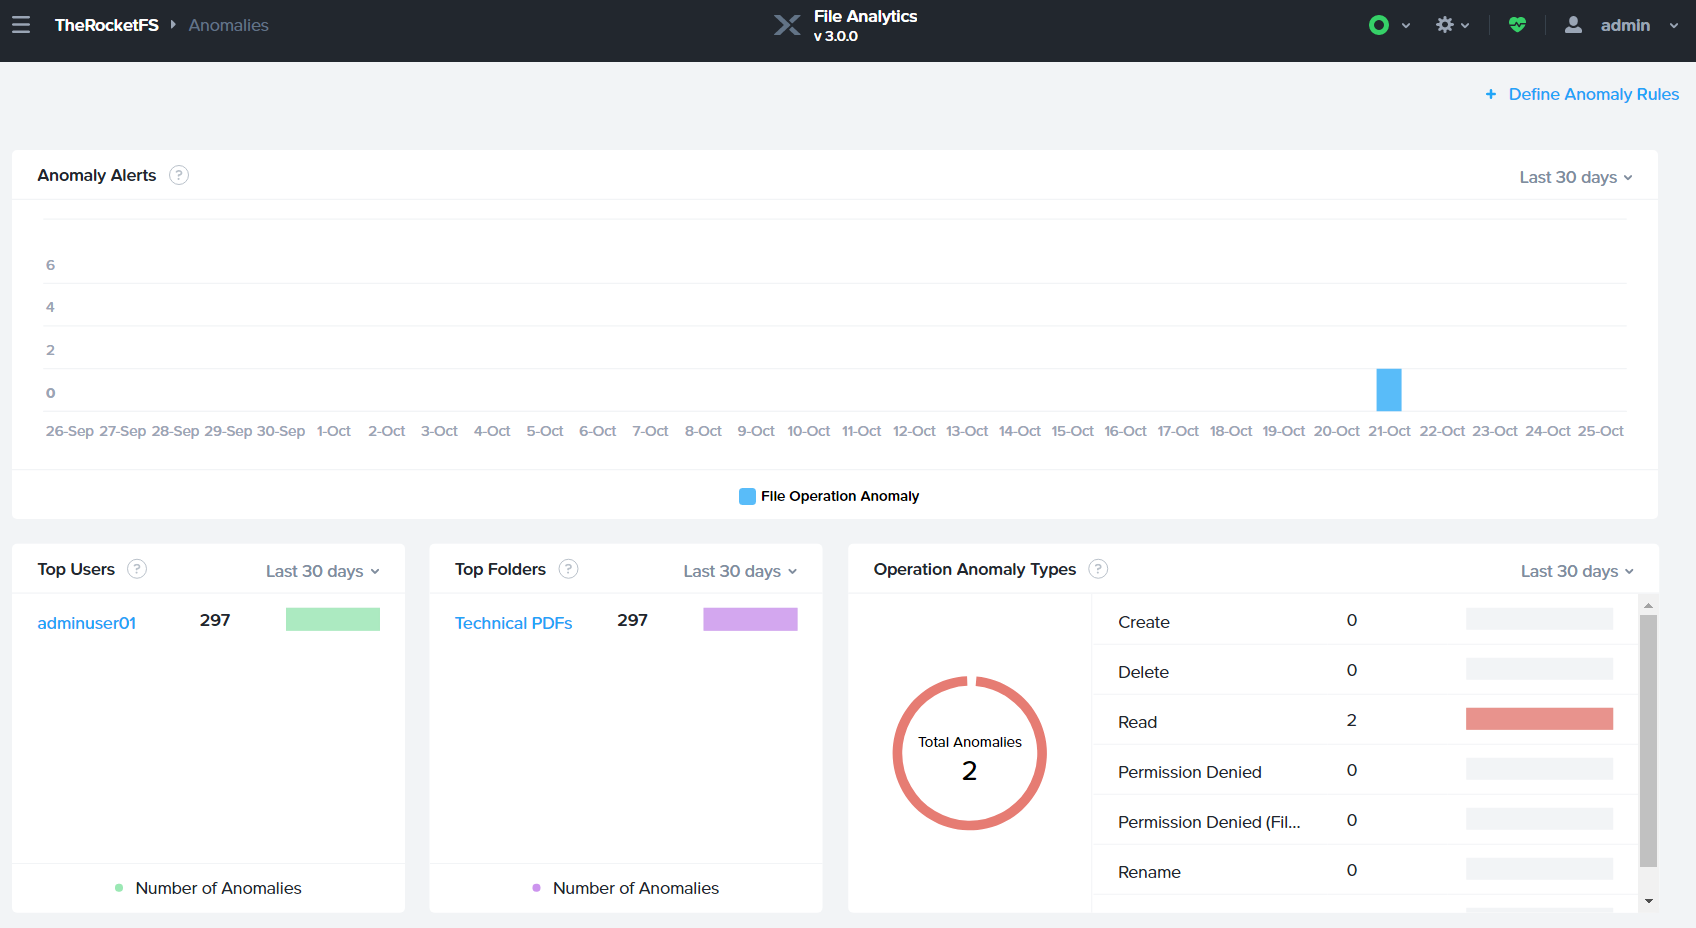 TheRocketFS Anomalies
File Analytics
v 3.0.0
admin
+ Define Anomaly Rules
Anomaly Alerts ?
Last 30 days
6
4
2
0
26-Sep 27-Sep 28-Sep 29-Sep 30-Sep 1-Oct 2-Oct 3-Oct 4-Oct 5-Oct 6-Oct 7-Oct 8-Oct 9-Oct 10-Oct 11-Oct 12-Oct 13-Oct 14-Oct 15-Oct 16-Oct 17-Oct 18-Oct 19-Oct 20-Oct 21-Oct 22-Oct 23-Oct 24-Oct 25-Oct
File Operation Anomaly
Top Users ? Last 30 days
adminuser01 297
Number of Anomalies
Top Folders ? Last 30 days
Technical PDFs 297
Number of Anomalies
Operation Anomaly Types ? Last 30 days
Total Anomalies
2
Create 0
Delete 0
Read 2
Permission Denied 0
Permission Denied (Fil... 0
Rename 0